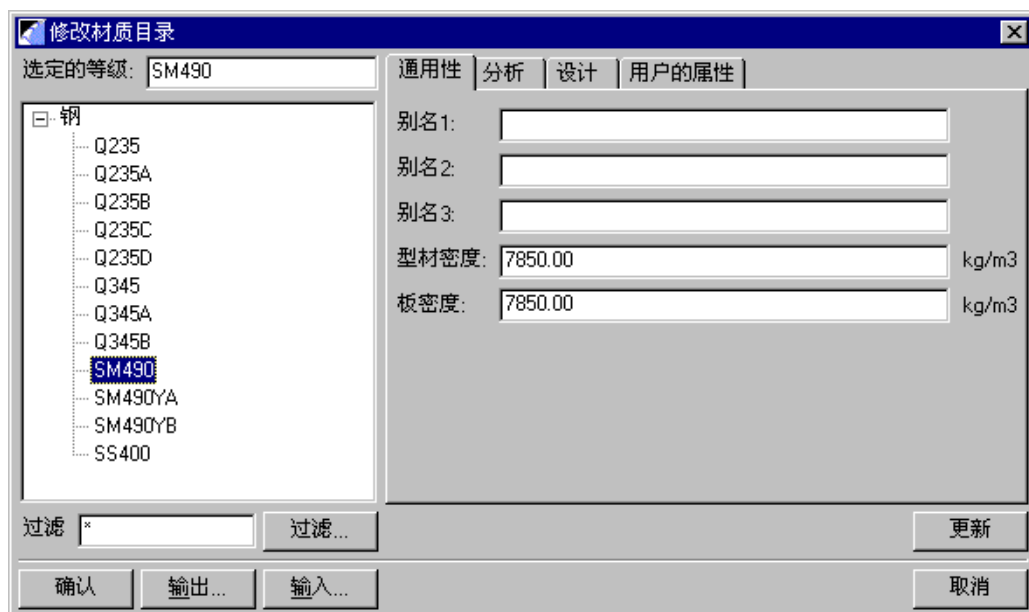 修改材质目录
选定的等级: SM490
钢
Q235
Q235A
Q235B
Q235C
Q235D
Q345
Q345A
Q345B
SM490
SM490YA
SM490YB
SS400
过滤 * 过滤...
通用性 分析 设计 用户的属性
别名1:
别名2:
别名3:
型材密度: 7850.00 kg/m3
板密度: 7850.00 kg/m3
更新
确认 输出... 输入... 取消